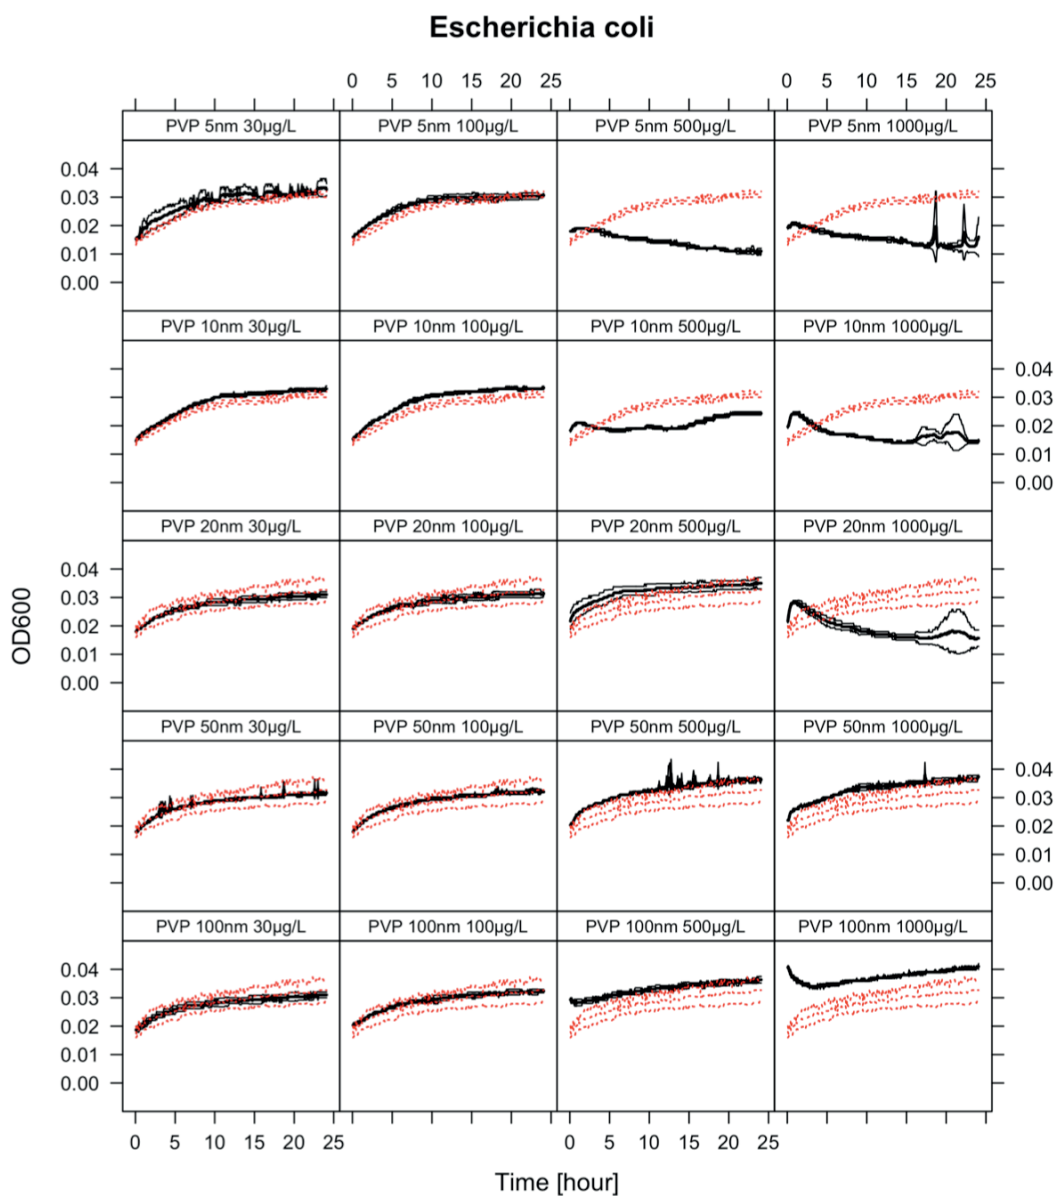 Escherichia coli
0 5 10 15 20 25 0 5 10 15 20 25
PVP 5nm 30µg/L PVP 5nm 100µg/L PVP 5nm 500µg/L PVP 5nm 1000µg/L
0.04
0.03
0.02
0.01
0.00
PVP 10nm 30µg/L PVP 10nm 100µg/L PVP 10nm 500µg/L PVP 10nm 1000µg/L
0.04
0.03
0.02
0.01
0.00
PVP 20nm 30µg/L PVP 20nm 100µg/L PVP 20nm 500µg/L PVP 20nm 1000µg/L
0.04
0.03
0.02
0.01
0.00
OD600
PVP 50nm 30µg/L PVP 50nm 100µg/L PVP 50nm 500µg/L PVP 50nm 1000µg/L
0.04
0.03
0.02
0.01
0.00
PVP 100nm 30µg/L PVP 100nm 100µg/L PVP 100nm 500µg/L PVP 100nm 1000µg/L
0.04
0.03
0.02
0.01
0.00
0 5 10 15 20 25 0 5 10 15 20 25
Time [hour]